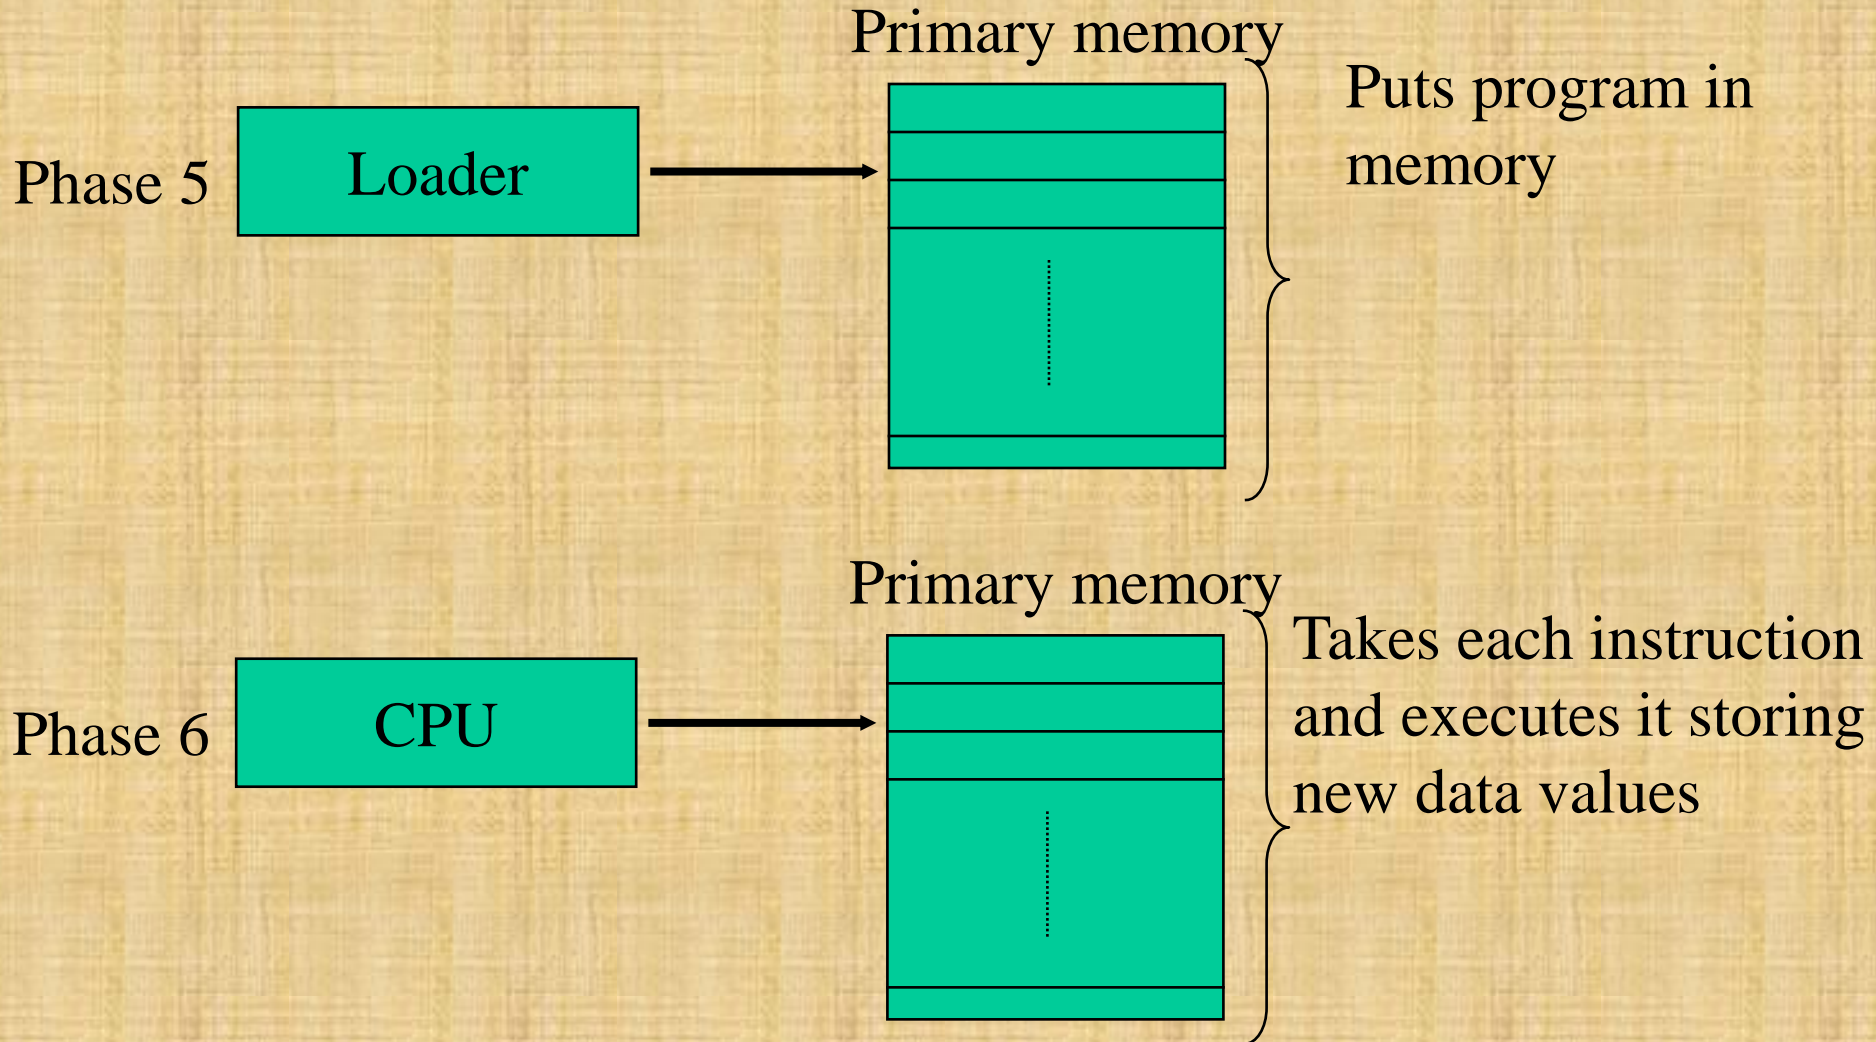 Primary memory
Phase 5
Loader
Puts program in
memory
Primary memory
Phase 6
CPU
Takes each instruction
and executes it storing
new data values